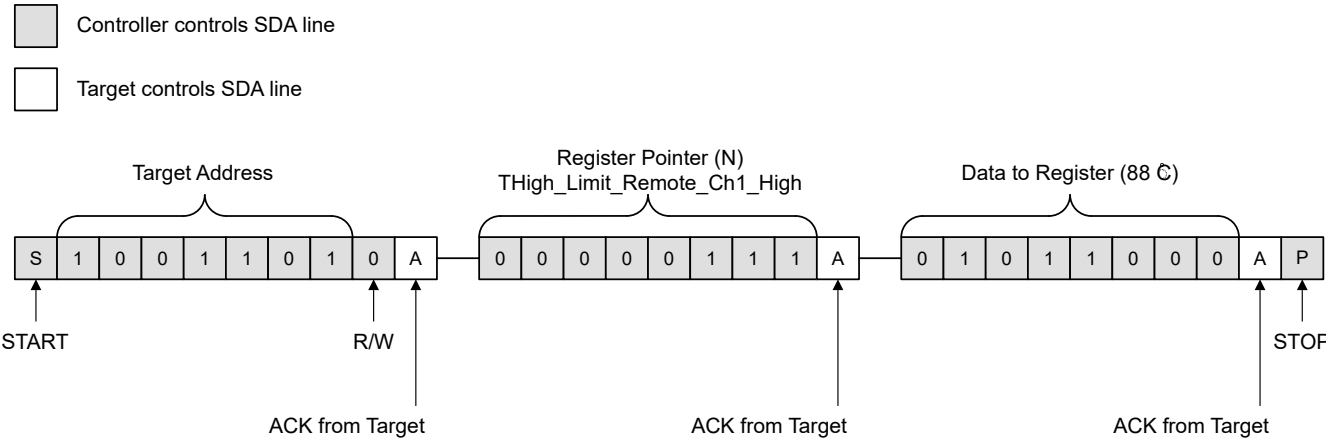 Controller controls SDA line
Target controls SDA line
Target Address
Register Pointer (N)
THigh_Limit_Remote_Ch1_High
Data to Register (88 °C)
S 1 0 0 1 1 0 1 0 A 0 0 0 0 0 1 1 1 A 0 1 0 1 1 0 0 0 A P
START
R/W
STOP
ACK from Target
ACK from Target
ACK from Target